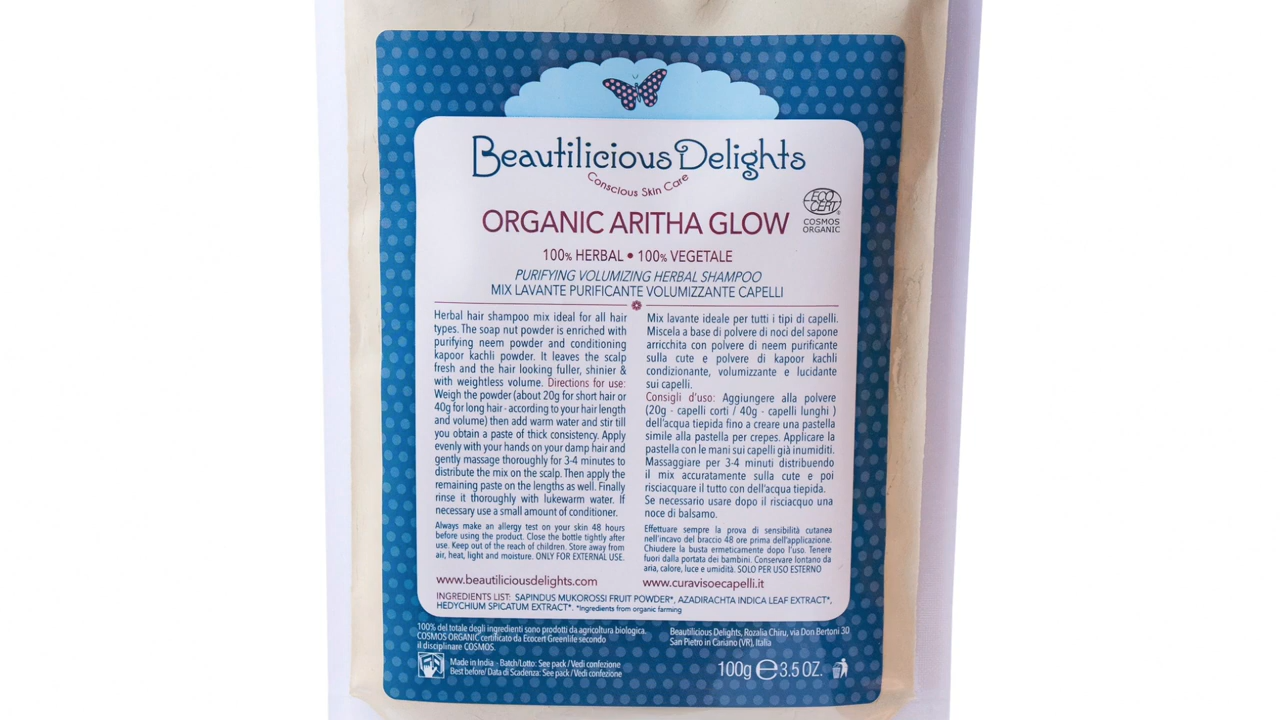 Beautilicious Delights
Conscious Skin Care
ECO
CERT
COSMOS
ORGANIC
ORGANIC ARITHA GLOW
100% HERBAL • 100% VEGETALE
PURIFYING VOLUMIZING HERBAL SHAMPOO
MIX LAVANTE PURIFICANTE VOLUMIZZANTE CAPELLI
Herbal hair shampoo mix ideal for all hair
types. The soap nut powder is enriched with
purifying neem powder and conditioning
kapoor kachli powder. It leaves the scalp
fresh and the hair looking fuller, shinier &
with weightless volume. Directions for use:
Weigh the powder (about 20g for short hair or
40g for long hair - according to your hair length
and volume) then add warm water and stir till
you obtain a paste of thick consistency. Apply
evenly with your hands on your damp hair and
gently massage thoroughly for 3-4 minutes to
distribute the mix on the scalp. Then apply the
remaining paste on the lengths as well. Finally
rinse it thoroughly with lukewarm water. If
necessary use a small amount of conditioner.
Always make an allergy test on your skin 48 hours
before using the product. Close the bottle tightly after
use. Keep out of the reach of children. Store away from
air, heat, light and moisture. ONLY FOR EXTERNAL USE.
www.beautiliciousdelights.com
Mix lavante ideale per tutti i tipi di capelli.
Miscela a base di polvere di noci del sapone
arricchita con polvere di neem purificante
sulla cute e polvere di kapoor kachli
condizionante, volumizzante e lucidante
sui capelli.
Consigli d'uso: Aggiungere alla polvere
(20g - capelli corti / 40g - capelli lunghi )
dell'acqua tiepida fino a creare una pastella
simile alla pastella per crepes. Applicare la
pastella con le mani sui capelli già inumiditi.
Massaggiare per 3-4 minuti distribuendo
il mix accuratamente sulla cute e poi
risciacquare il tutto con dell'acqua tiepida.
Se necessario usare dopo il risciacquo una
noce di balsamo.
Effettuare sempre la prova di sensibilità cutanea
nell'incavo del braccio 48 ore prima dell'applicazione.
Chiudere la busta ermeticamente dopo l'uso. Tenere
fuori dalla portata dei bambini. Conservare lontano da
aria, calore, luce e umidità. SOLO PER USO ESTERNO
www.curavisoecapelli.it
INGREDIENTS LIST: SAPINDUS MUKOROSSI FRUIT POWDER*, AZADIRACHTA INDICA LEAF EXTRACT*,
HEDYCHIUM SPICATUM EXTRACT*. *Ingredients from organic farming
100% del totale degli ingredienti sono prodotti da agricoltura biologica.
COSMOS ORGANIC certificato da Ecocert Greenlife secondo
il disciplinare COSMOS.
Beautilicious Delights, Rozalia Chiru, via Don Bertoni 30
San Pietro in Cariano (VR), Italia
Made in India - Batch/Lotto: See pack / Vedi confezione
Best before/ Data di Scadenza: See pack / Vedi confezione
100g ℮ 3.5 OZ.